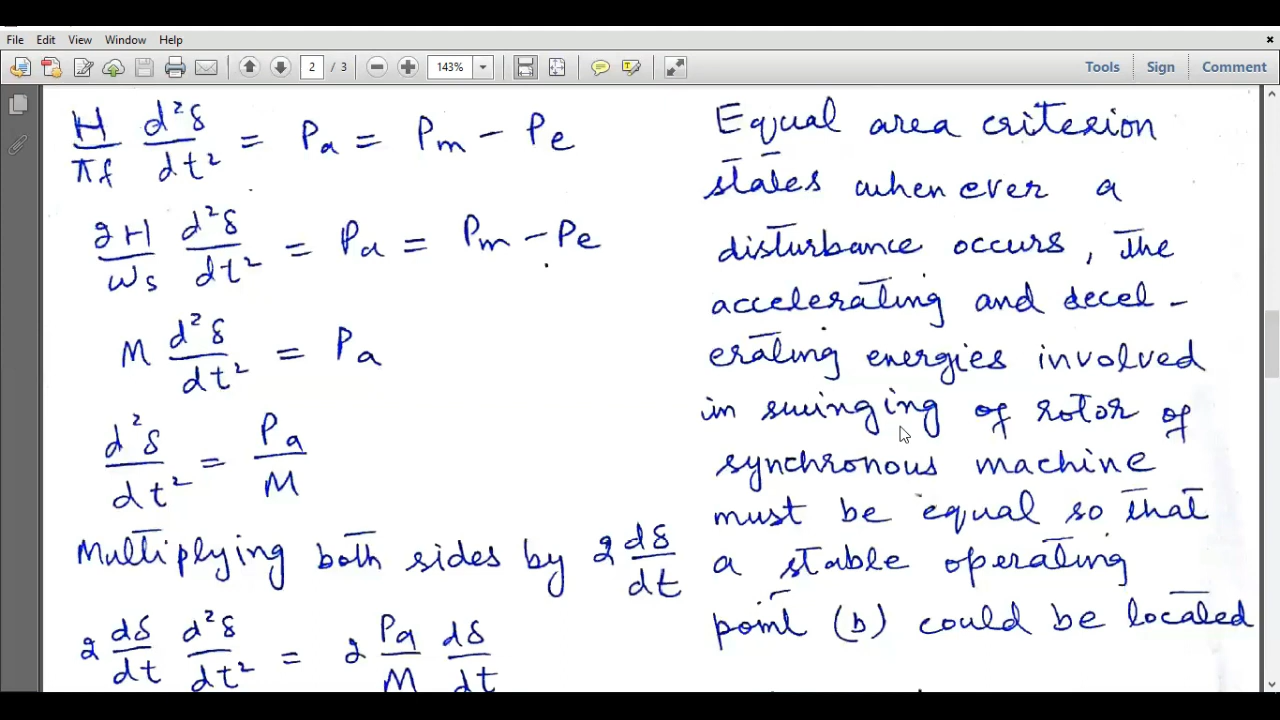 File Edit View Window Help
2 / 3 143% Tools Sign Comment
H/πf d²δ/dt² = Pa = Pm − Pe
2H/ωs d²δ/dt² = Pa = Pm − Pe
M d²δ/dt² = Pa
d²δ/dt² = Pa/M
Multiplying both sides by 2 dδ/dt
2 dδ/dt d²δ/dt² = 2 Pa/M dδ/dt
Equal area criterion
states when ever a
disturbance occurs, the
accelerating and decel-
erating energies involved
in swinging of rotor of
synchronous machine
must be equal so that
a stable operating
point (b) could be located